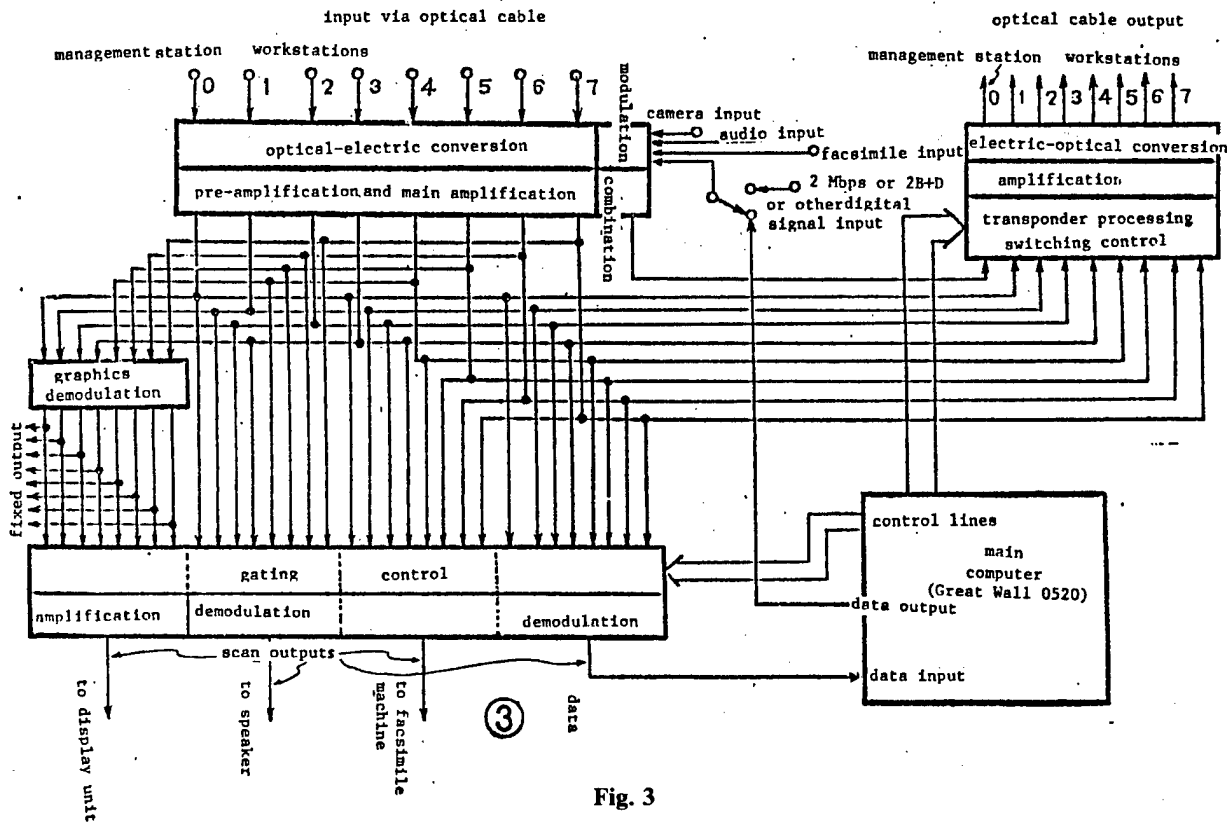 input via optical cable
optical cable output
management station workstations
0 1 2 3 4 5 6 7
management station workstations
0 1 2 3 4 5 6 7
modulation
combination
optical-electric conversion
pre-amplification and main amplification
camera input
audio input
facsimile input
2 Mbps or 2B+D
or otherdigital
signal input
electric-optical conversion
amplification
transponder processing
switching control
graphics
demodulation
fixed output
gating control
amplification demodulation demodulation
control lines
main
computer
(Great Wall 0520)
data output
data input
scan outputs
to display unit
to speaker
to facsimile
machine
data
3
Fig. 3